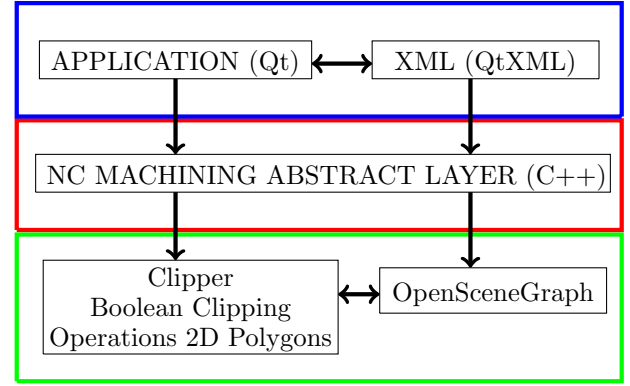 APPLICATION (Qt)
XML (QtXML)
NC MACHINING ABSTRACT LAYER (C++)
Clipper
Boolean Clipping
Operations 2D Polygons
OpenSceneGraph